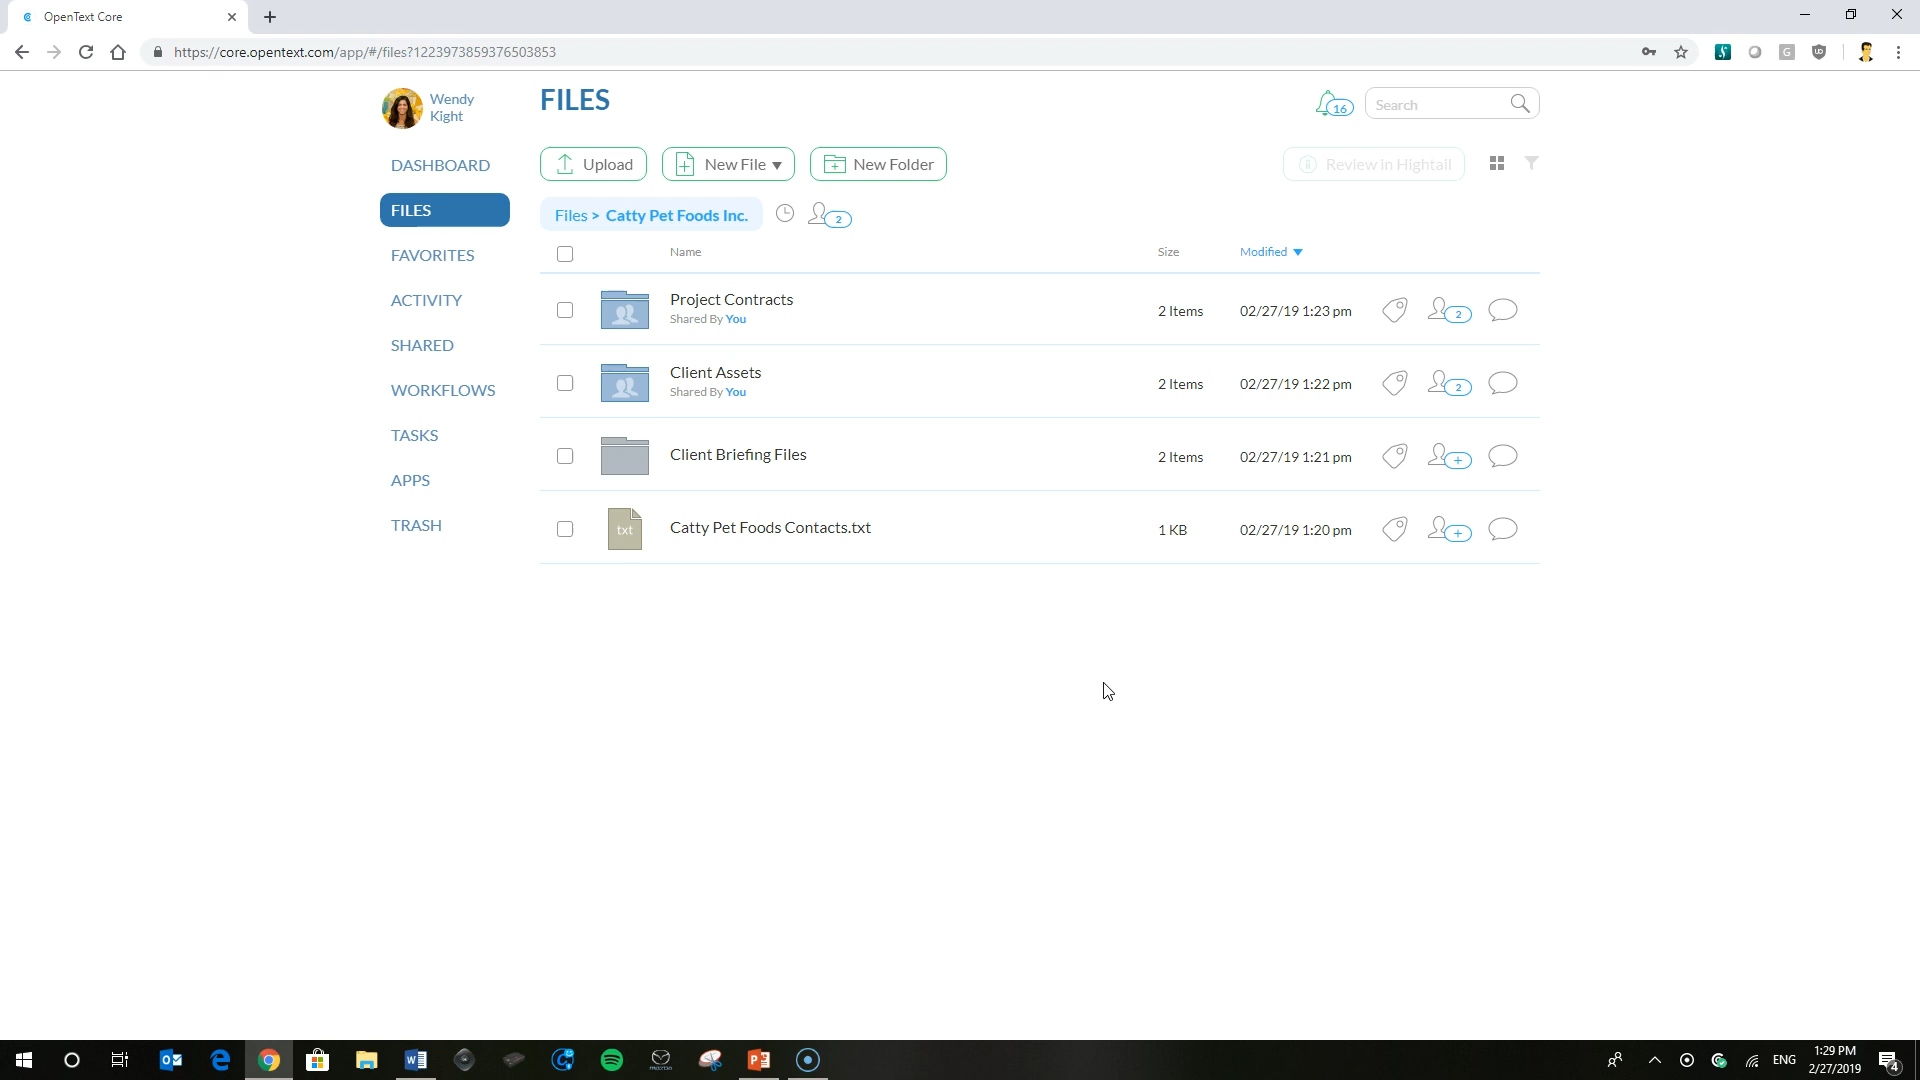 OpenText Core
https://core.opentext.com/app/#/files?1223973859376503853
Wendy
Kight
FILES
16
Search
DASHBOARD
FILES
FAVORITES
ACTIVITY
SHARED
WORKFLOWS
TASKS
APPS
TRASH
Upload
New File
New Folder
Review in Hightail
Files > Catty Pet Foods Inc.
2
Name
Size
Modified
Project Contracts
Shared By You
2 Items
02/27/19 1:23 pm
2
Client Assets
Shared By You
2 Items
02/27/19 1:22 pm
2
Client Briefing Files
2 Items
02/27/19 1:21 pm
+
txt
Catty Pet Foods Contacts.txt
1 KB
02/27/19 1:20 pm
+
ENG
1:29 PM
2/27/2019
4